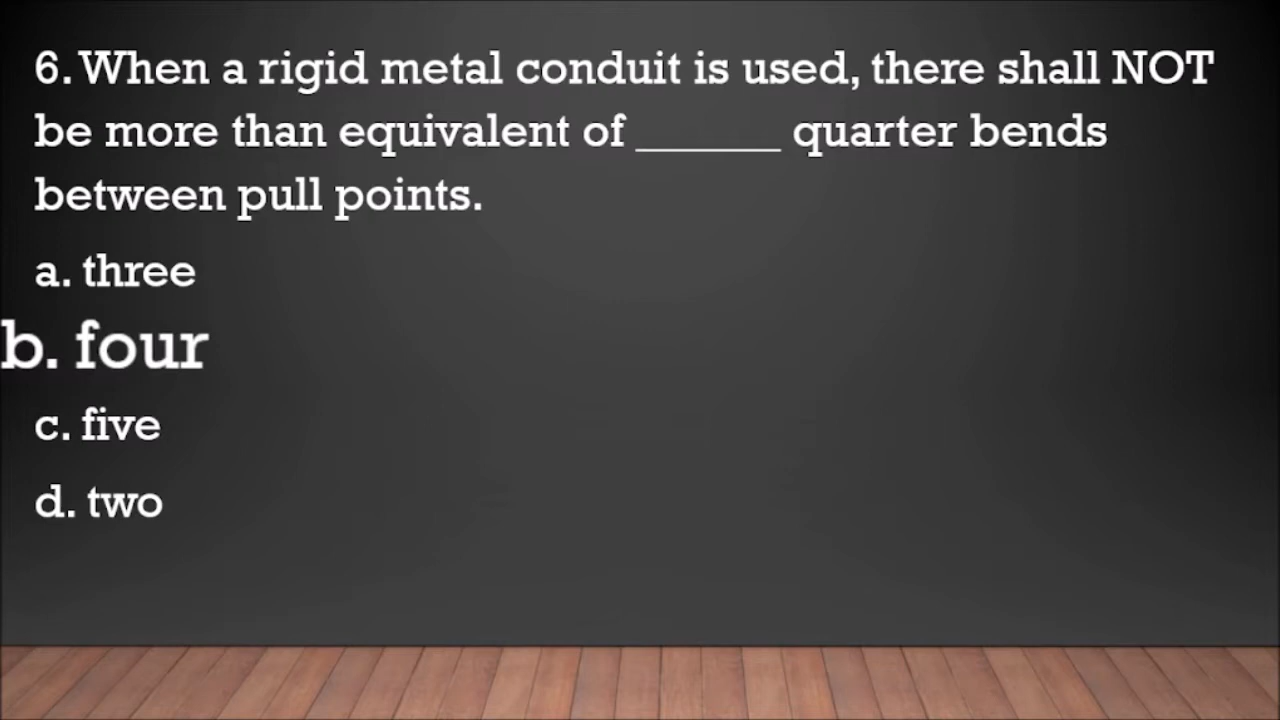 6. When a rigid metal conduit is used, there shall NOT
be more than equivalent of ______ quarter bends
between pull points.
a. three
b. four
c. five
d. two